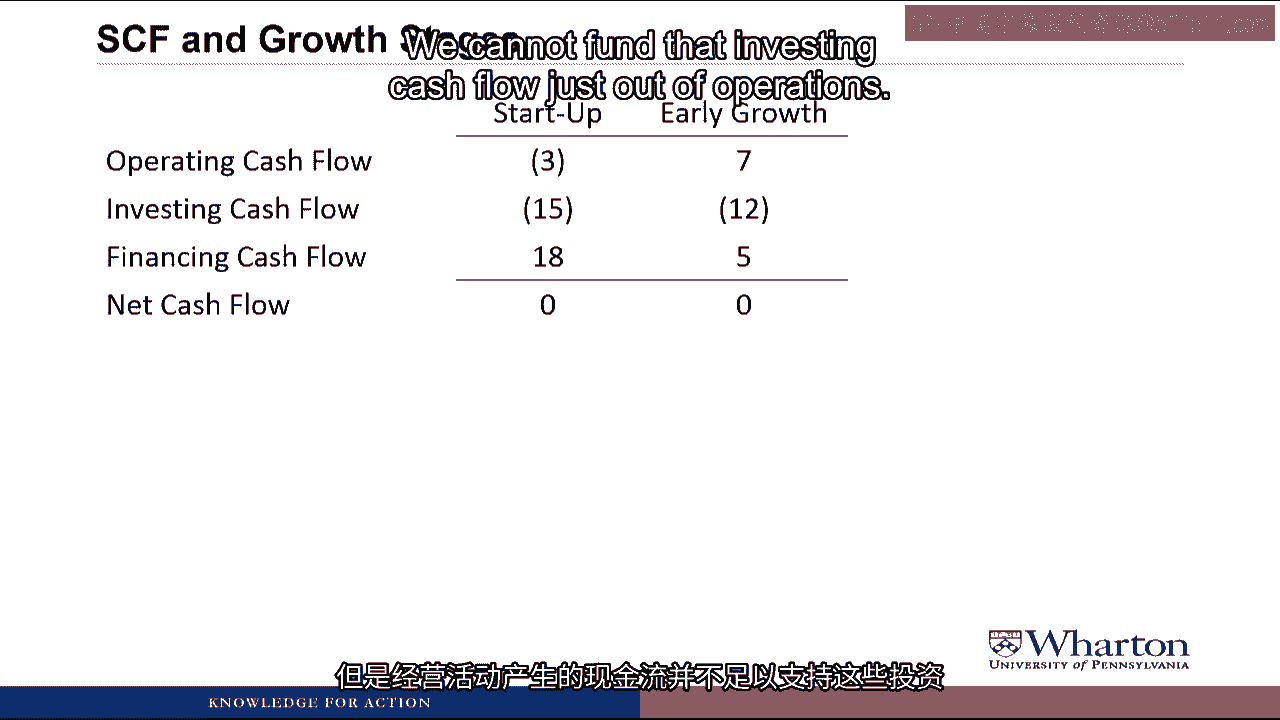 SCF and Growth Stages
We cannot fund that investing
cash flow just out of operations.
Start-Up Early Growth
Operating Cash Flow (3) 7
Investing Cash Flow (15) (12)
Financing Cash Flow 18 5
Net Cash Flow 0 0
Wharton
UNIVERSITY of PENNSYLVANIA
但是经营活动产生的现金流并不足以支持这些投资
KNOWLEDGE FOR ACTION